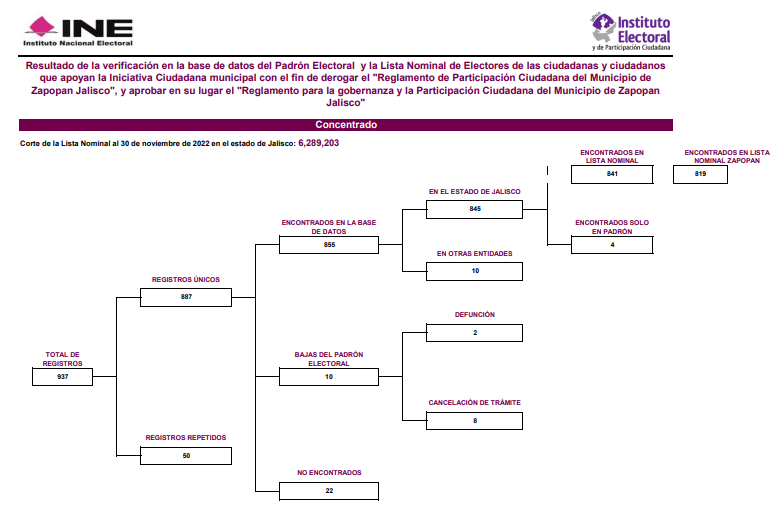 INE
Instituto Nacional Electoral
Instituto
Electoral
y de Participación Ciudadana
Resultado de la verificación en la base de datos del Padrón Electoral y la Lista Nominal de Electores de las ciudadanas y ciudadanos
que apoyan la Iniciativa Ciudadana municipal con el fin de derogar el "Reglamento de Participación Ciudadana del Municipio de
Zapopan Jalisco", y aprobar en su lugar el "Reglamento para la gobernanza y la Participación Ciudadana del Municipio de Zapopan
Jalisco"
Concentrado
Corte de la Lista Nominal al 30 de noviembre de 2022 en el estado de Jalisco: 6,289,203
ENCONTRADOS EN
LISTA NOMINAL
841
ENCONTRADOS EN LISTA
NOMINAL ZAPOPAN
819
EN EL ESTADO DE JALISCO
845
ENCONTRADOS EN LA BASE
DE DATOS
855
ENCONTRADOS SOLO
EN PADRÓN
4
EN OTRAS ENTIDADES
10
REGISTROS ÚNICOS
887
DEFUNCIÓN
2
TOTAL DE
REGISTROS
937
BAJAS DEL PADRÓN
ELECTORAL
10
CANCELACIÓN DE TRÁMITE
8
REGISTROS REPETIDOS
50
NO ENCONTRADOS
22